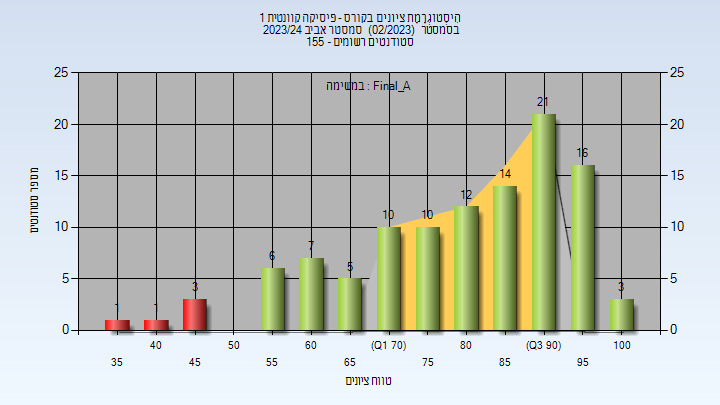 היסטוגרמת ציונים בקורס - פיסיקה קוונטית 1
בסמסטר (02/2023) סמסטר אביב 2023/24
סטודנטים רשומים - 155
במשימה : Final_A
25 25
20 20
15 15
10 10
5 5
0 0
מספר סטודנטים
1 1 3 6 7 5 10 10 12 14 21 16 3
40 50 60 (Q1 70) 80 (Q3 90) 100
35 45 55 65 75 85 95
טווח ציונים